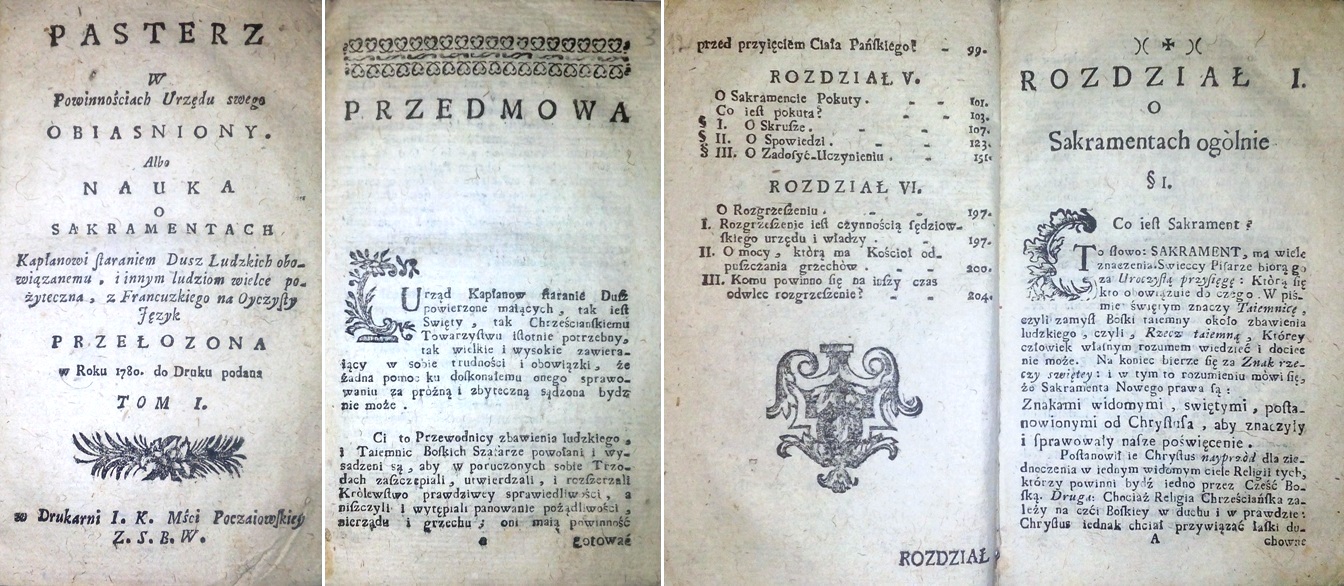 PASTERZ
W
Powinnościach Urzędu swego
OBIASNIONY.
Albo
NAUKA
O
SAKRAMENTACH
Kapłanowi ſtaraniem Dusz Ludzkich obo-
wiązanemu, i innym ludziom wielce po-
żyteczna, z Francuzkiego na Oyczyſty
Język
PRZEŁOZONA
w Roku 1780. do Druku podana
TOM I.
w Drukarni I. K. Mści Poczaiowſkiey
Z. S. B. W.
3
PRZEDMOWA
Urząd Kapłanow ſtaranie Duſz
powierzone maiących, tak ieſt
Swięty, tak Chrześciańſkiemu
Towarzyſtwu iſtotnie potrzebny,
tak wielkie i wysokie zawiera-
iący w sobie trudności i obowiązki, że
żadna pomoc ku doſkonałemu onego sprawo-
waniu za próżną i zbyteczną sądzona bydź
nie może.
Ci to Przewodnicy zbawienia ludzkiego,
i Taiemnic Boſkich Szafarze powołani i wy-
sadzeni są, aby w poruczonych sobie Trzo-
dach zaſzczepiali, utwierdzali, i rozſzerzali
Królewſtwo prawdziwey sprawiedliwości, a
niſzczyli i wytępiali panowanie pożądliwości,
nierządu i grzechu; oni maią powinność
a gotować
przed przyięciem Ciała Pańſkiego? - 99.
ROZDZIAŁ V.
O Sakramencie Pokuty. - - 101.
Co ieſt pokuta? - - 103.
§ I. O Skruſze. - - 107.
§ II. O Spowiedzi. - - 123.
§ III. O Zadoſyć-Uczynieniu. - 151.
ROZDZIAŁ VI.
O Rozgrzeſzeniu. - - 197.
I. Rozgrzeſzenie ieſt czynnością ſędziow-
ſkiego urzędu i władzy. - - 197.
II. O mocy, którą ma Kościoł od-
puſzczania grzechów. - - 200.
III. Komu powinno się na inſzy czas
odwlec rozgrzeſzenie? - - 204.
ROZDZIAŁ
)( ✠ )(
ROZDZIAŁ I.
O
Sakramentach ogòlnie
§ I.
Co ieſt Sakrament?
To ſłowo: SAKRAMENT, ma wiele
znaczenia. Swieccy Piſarze biorą go
za Uroczyſtą przyſięgę: Którą się
kto obowiązuie do czego. W piś-
mie świętym znaczy Taiemnicę,
czyli zamyſł Boſki taiemny około zbawienia
ludzkiego, czyli, Rzecz taiemną, Którey
człowiek właſnym rozumem wiedzieć i dociec
nie może. Na koniec bierze się za Znak rze-
czy swiętey: i w tym to rozumieniu mówi się,
że Sakramenta Nowego prawa są:
Znakami widomymi, swiętymi, poſta-
nowionymi od Chryſtuſa, aby znaczyły
i sprawowały naſze poświęcenie.
Poſtanowił ie Chryſtus nayprzód dla zie-
dnoczenia w iednym widomym ciele Religii tych,
którzy powinni bydź iedno przez Cześć Bo-
ſką. Druga: Chociaż Religia Chrześciańſka za-
leży na czći Boſkiey w duchu i w prawdzie:
Chryſtus iednak chciał przywiązać łaſki du-
A chowne